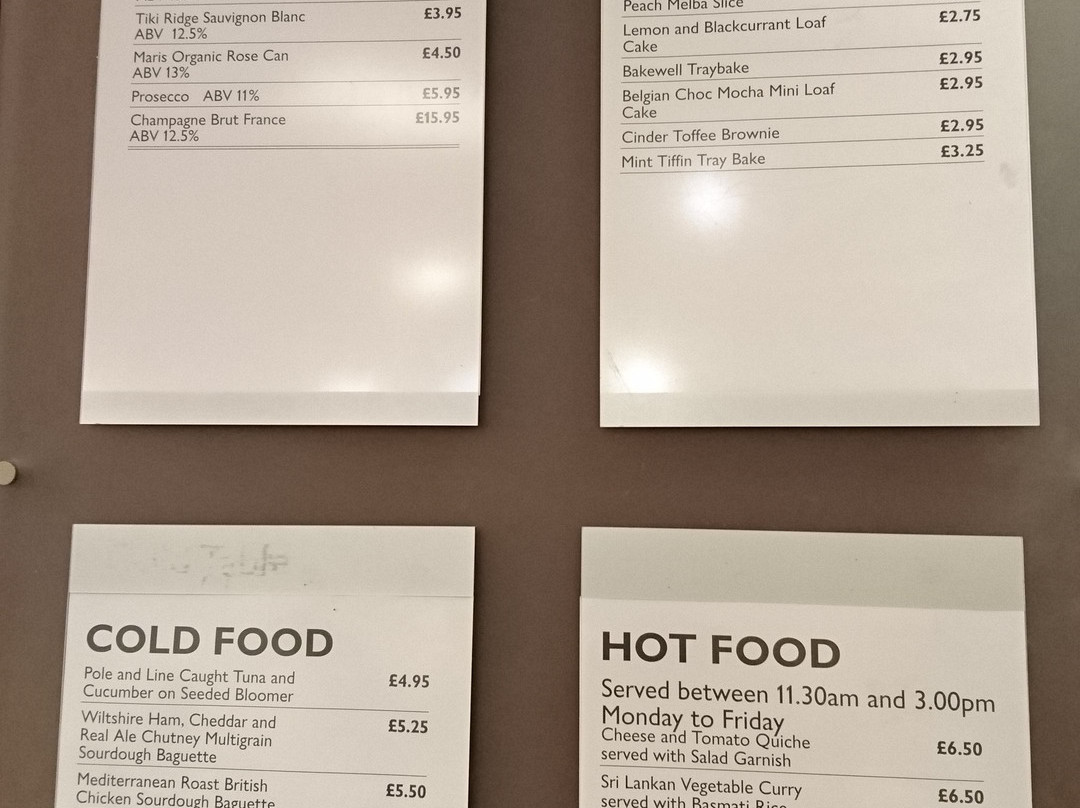 Tiki Ridge Sauvignon Blanc £3.95
ABV 12.5%
Maris Organic Rose Can £4.50
ABV 13%
Prosecco ABV 11% £5.95
Champagne Brut France £15.95
ABV 12.5%
Peach Melba Slice
Lemon and Blackcurrant Loaf £2.75
Cake
Bakewell Traybake £2.95
Belgian Choc Mocha Mini Loaf £2.95
Cake
Cinder Toffee Brownie £2.95
Mint Tiffin Tray Bake £3.25
COLD FOOD
Pole and Line Caught Tuna and £4.95
Cucumber on Seeded Bloomer
Wiltshire Ham, Cheddar and £5.25
Real Ale Chutney Multigrain
Sourdough Baguette
Mediterranean Roast British £5.50
Chicken Sourdough Baguette
HOT FOOD
Served between 11.30am and 3.00pm
Monday to Friday
Cheese and Tomato Quiche £6.50
served with Salad Garnish
Sri Lankan Vegetable Curry £6.50
served with Basmati Rice